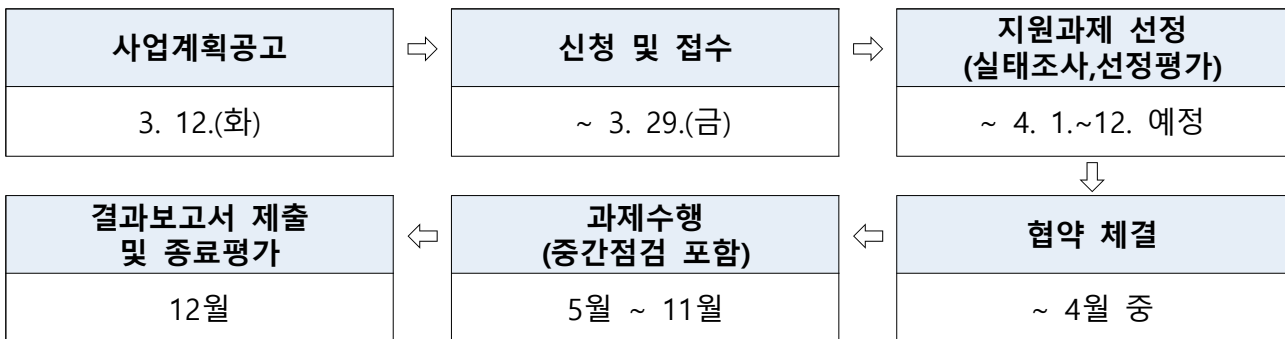 사업계획공고
3. 12.(화)
신청 및 접수
~ 3. 29.(금)
지원과제 선정
(실태조사,선정평가)
~ 4. 1.~12. 예정
협약 체결
~ 4월 중
과제수행
(중간점검 포함)
5월 ~ 11월
결과보고서 제출
및 종료평가
12월